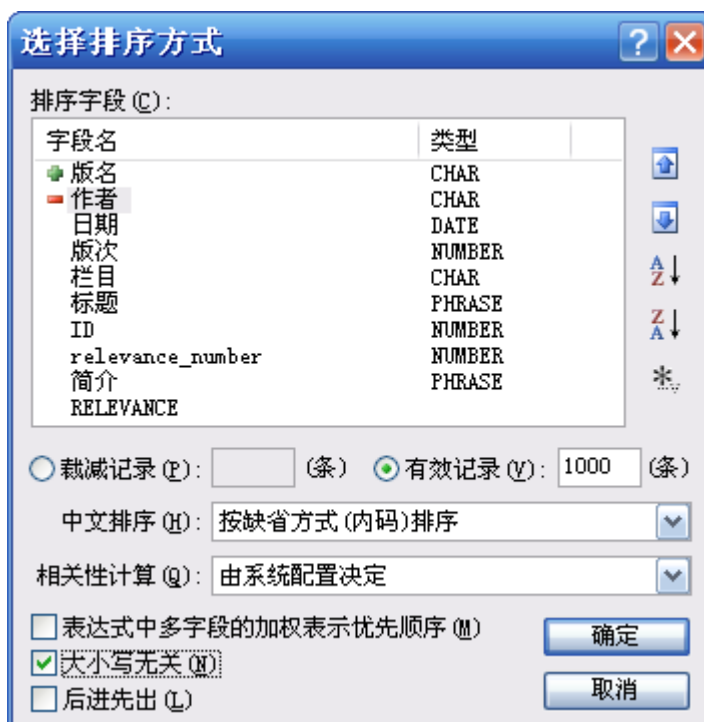 选择排序方式
排序字段(C):
字段名 类型
版名 CHAR
作者 CHAR
日期 DATE
版次 NUMBER
栏目 CHAR
标题 PHRASE
ID NUMBER
relevance_number NUMBER
简介 PHRASE
RELEVANCE
裁减记录(P): (条) 有效记录(V): 1000 (条)
中文排序(H): 按缺省方式(内码)排序
相关性计算(Q): 由系统配置决定
表达式中多字段的加权表示优先顺序(M)
确定
大小写无关(N)
取消
后进先出(L)